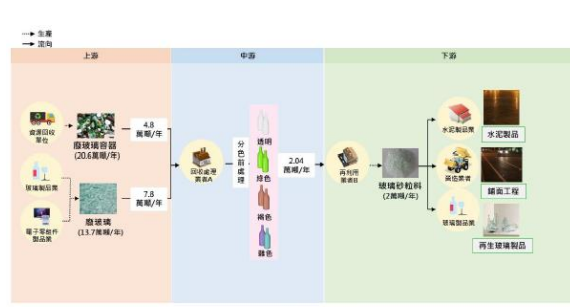 生產
流向
上游
中游
下游
資源回收
單位
廢玻璃容器
(20.6萬噸/年)
4.8
萬噸/年
玻璃製品業
電子零組件
製品業
廢玻璃
(13.7萬噸/年)
7.8
萬噸/年
回收處理
業者A
分色前處理
透明
綠色
褐色
雜色
2.04
萬噸/年
再利用
業者B
玻璃砂粒料
(2萬噸/年)
水泥製品業
水泥製品
營造業者
鋪面工程
玻璃製品業
再生玻璃製品